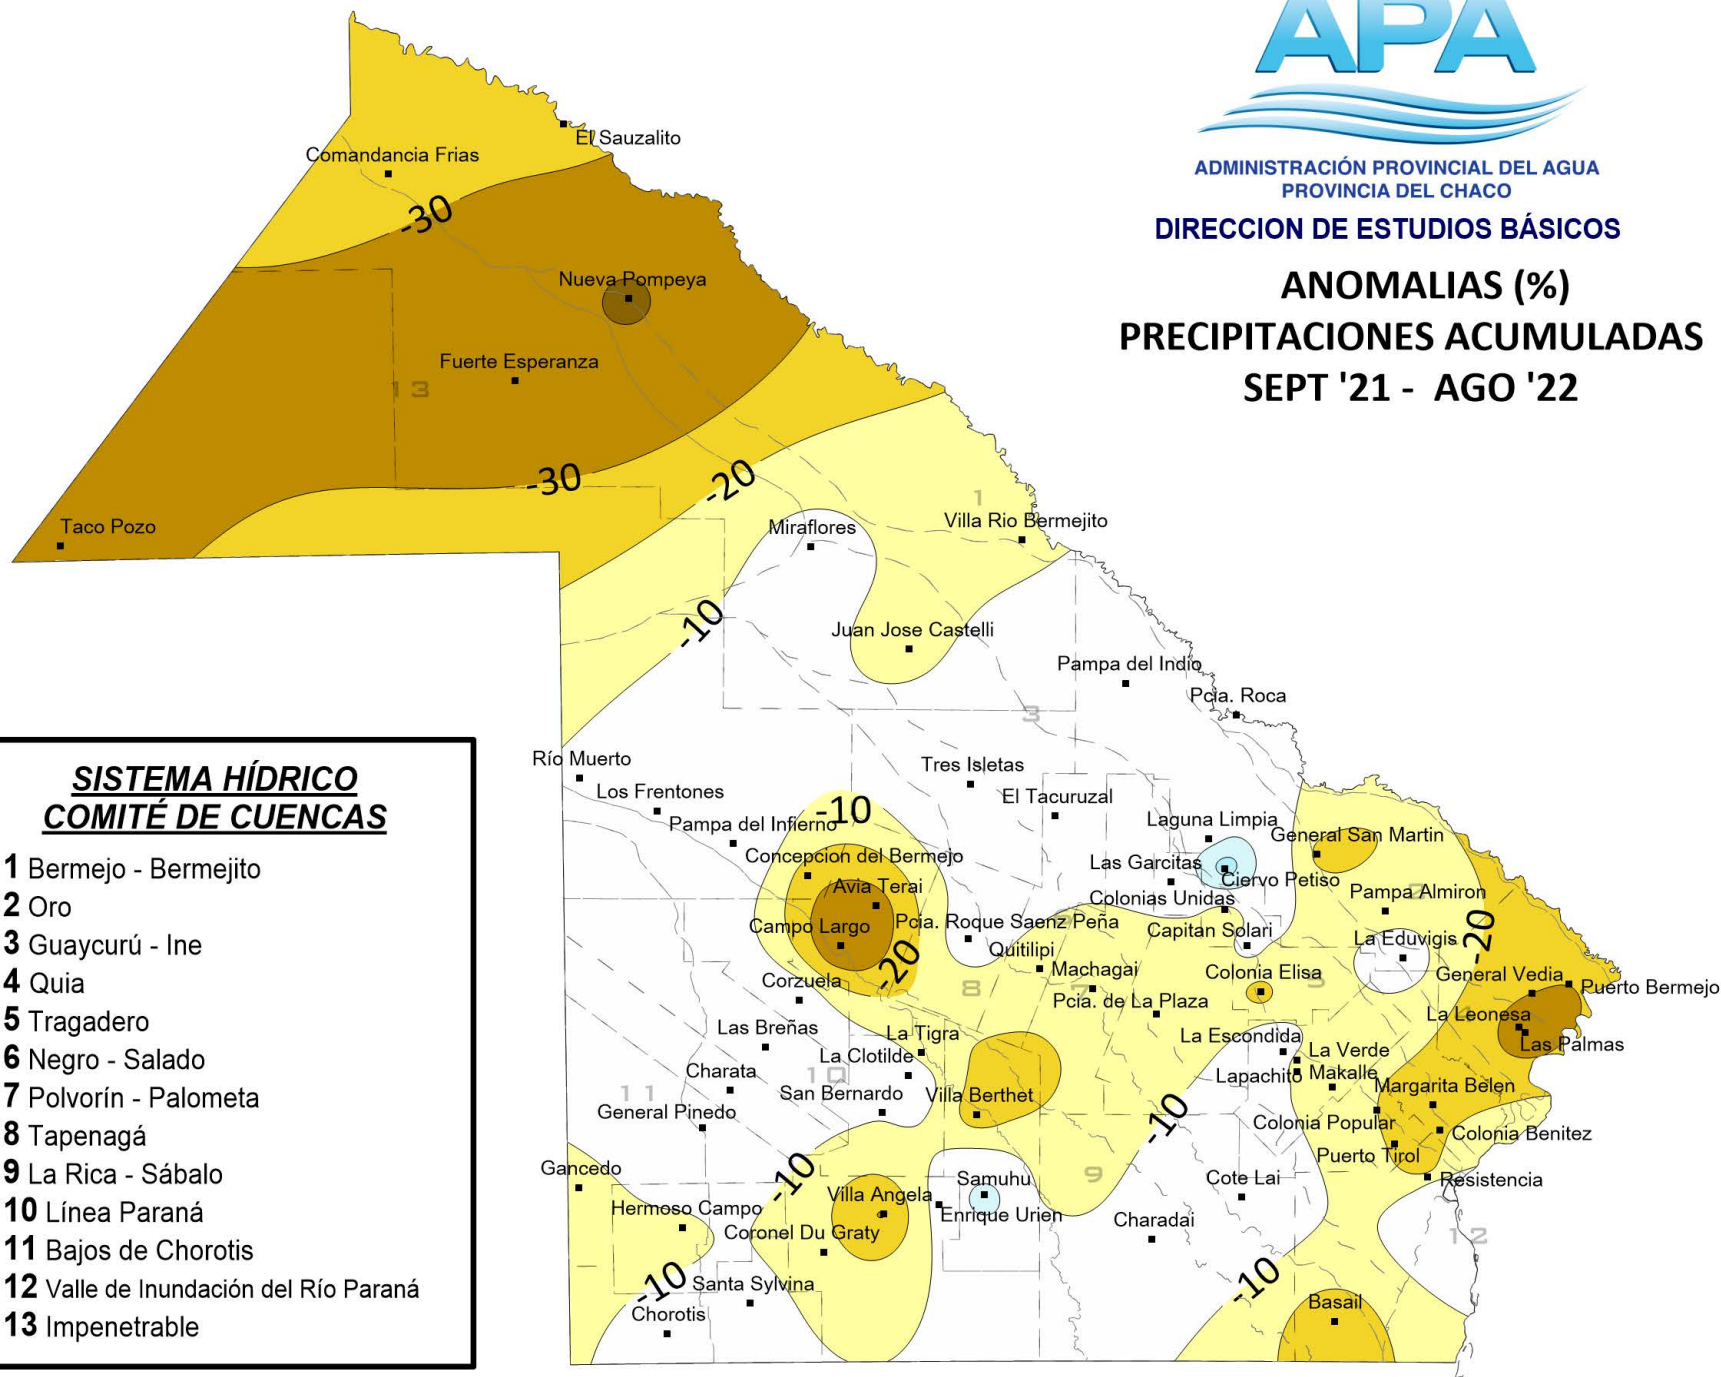 APA
ADMINISTRACIÓN PROVINCIAL DEL AGUA
PROVINCIA DEL CHACO
DIRECCION DE ESTUDIOS BÁSICOS
ANOMALIAS (%)
PRECIPITACIONES ACUMULADAS
SEPT '21 - AGO '22
El Sauzalito
Comandancia Frias
-30
Nueva Pompeya
Fuerte Esperanza
13
-30
-20
Taco Pozo
1
Miraflores
Villa Rio Bermejito
-10
Juan Jose Castelli
Pampa del Indio
Pcia. Roca
3
Río Muerto
Tres Isletas
Los Frentones
El Tacuruzal
-10
Pampa del Infierno
Laguna Limpia
General San Martin
Concepcion del Bermejo
Las Garcitas
Ciervo Petiso
Avia Terai
Pampa Almiron
2
Colonias Unidas
Campo Largo
Pcia. Roque Saenz Peña
6
Capitan Solari
La Eduvigis
-20
Quitilipi
-20
Machagai
Colonia Elisa
General Vedia
Corzuela
8
7
5
Puerto Bermejo
Pcia. de La Plaza
La Leonesa
Las Breñas
La Tigra
La Escondida
Las Palmas
La Clotilde
La Verde
Charata
10
Lapachito
Makalle
Margarita Belen
11
San Bernardo
Villa Berthet
General Pinedo
-10
Colonia Popular
Colonia Benitez
Puerto Tirol
Gancedo
-10
9
Samuhu
Cote Lai
Resistencia
Villa Angela
Hermoso Campo
Enrique Urien
Charadai
Coronel Du Graty
12
-10
Santa Sylvina
-10
Chorotis
Basail
SISTEMA HÍDRICO
COMITÉ DE CUENCAS
1 Bermejo - Bermejito
2 Oro
3 Guaycurú - Ine
4 Quia
5 Tragadero
6 Negro - Salado
7 Polvorín - Palometa
8 Tapenagá
9 La Rica - Sábalo
10 Línea Paraná
11 Bajos de Chorotis
12 Valle de Inundación del Río Paraná
13 Impenetrable